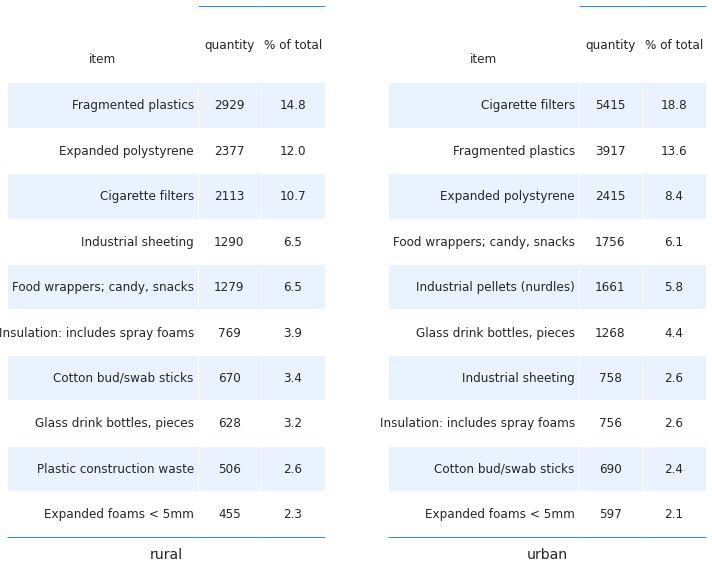 item quantity % of total
Fragmented plastics 2929 14.8
Expanded polystyrene 2377 12.0
Cigarette filters 2113 10.7
Industrial sheeting 1290 6.5
Food wrappers; candy, snacks 1279 6.5
Insulation: includes spray foams 769 3.9
Cotton bud/swab sticks 670 3.4
Glass drink bottles, pieces 628 3.2
Plastic construction waste 506 2.6
Expanded foams < 5mm 455 2.3
rural
item quantity % of total
Cigarette filters 5415 18.8
Fragmented plastics 3917 13.6
Expanded polystyrene 2415 8.4
Food wrappers; candy, snacks 1756 6.1
Industrial pellets (nurdles) 1661 5.8
Glass drink bottles, pieces 1268 4.4
Industrial sheeting 758 2.6
Insulation: includes spray foams 756 2.6
Cotton bud/swab sticks 690 2.4
Expanded foams < 5mm 597 2.1
urban